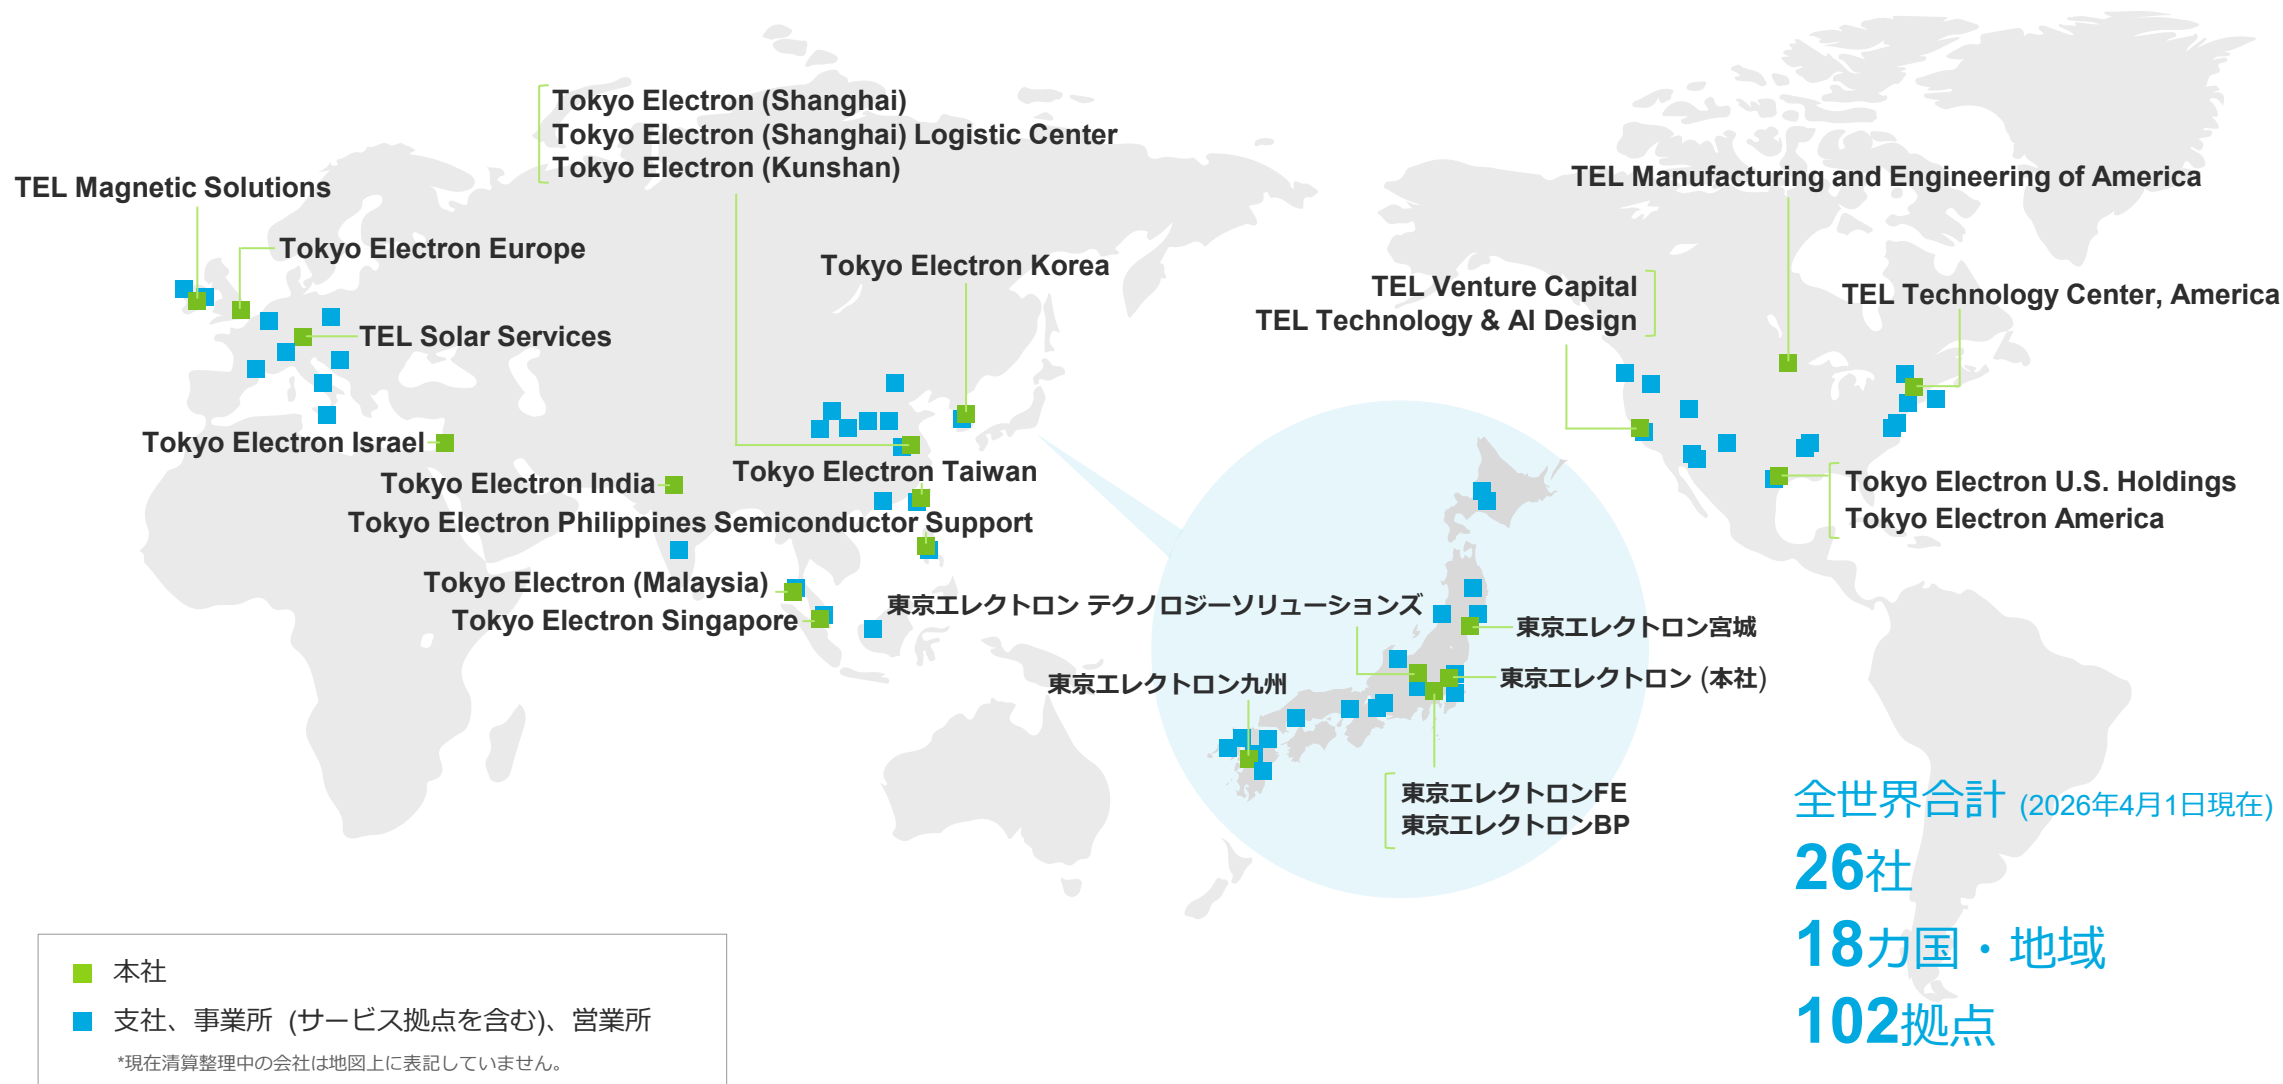 Tokyo Electron (Shanghai)
Tokyo Electron (Shanghai) Logistic Center
Tokyo Electron (Kunshan)
TEL Magnetic Solutions
Tokyo Electron Europe
Tokyo Electron Korea
TEL Solar Services
Tokyo Electron Israel
Tokyo Electron India
Tokyo Electron Taiwan
Tokyo Electron Philippines Semiconductor Support
Tokyo Electron (Malaysia)
Tokyo Electron Singapore
TEL Manufacturing and Engineering of America
TEL Venture Capital
TEL Technology & AI Design
TEL Technology Center, America
Tokyo Electron U.S. Holdings
Tokyo Electron America
東京エレクトロン テクノロジーソリューションズ
東京エレクトロン宮城
東京エレクトロン (本社)
東京エレクトロン九州
東京エレクトロンFE
東京エレクトロンBP
全世界合計 (2026年4月1日現在)
26社
18カ国・地域
102拠点
本社
支社、事業所 (サービス拠点を含む)、営業所
*現在清算整理中の会社は地図上に表記していません。